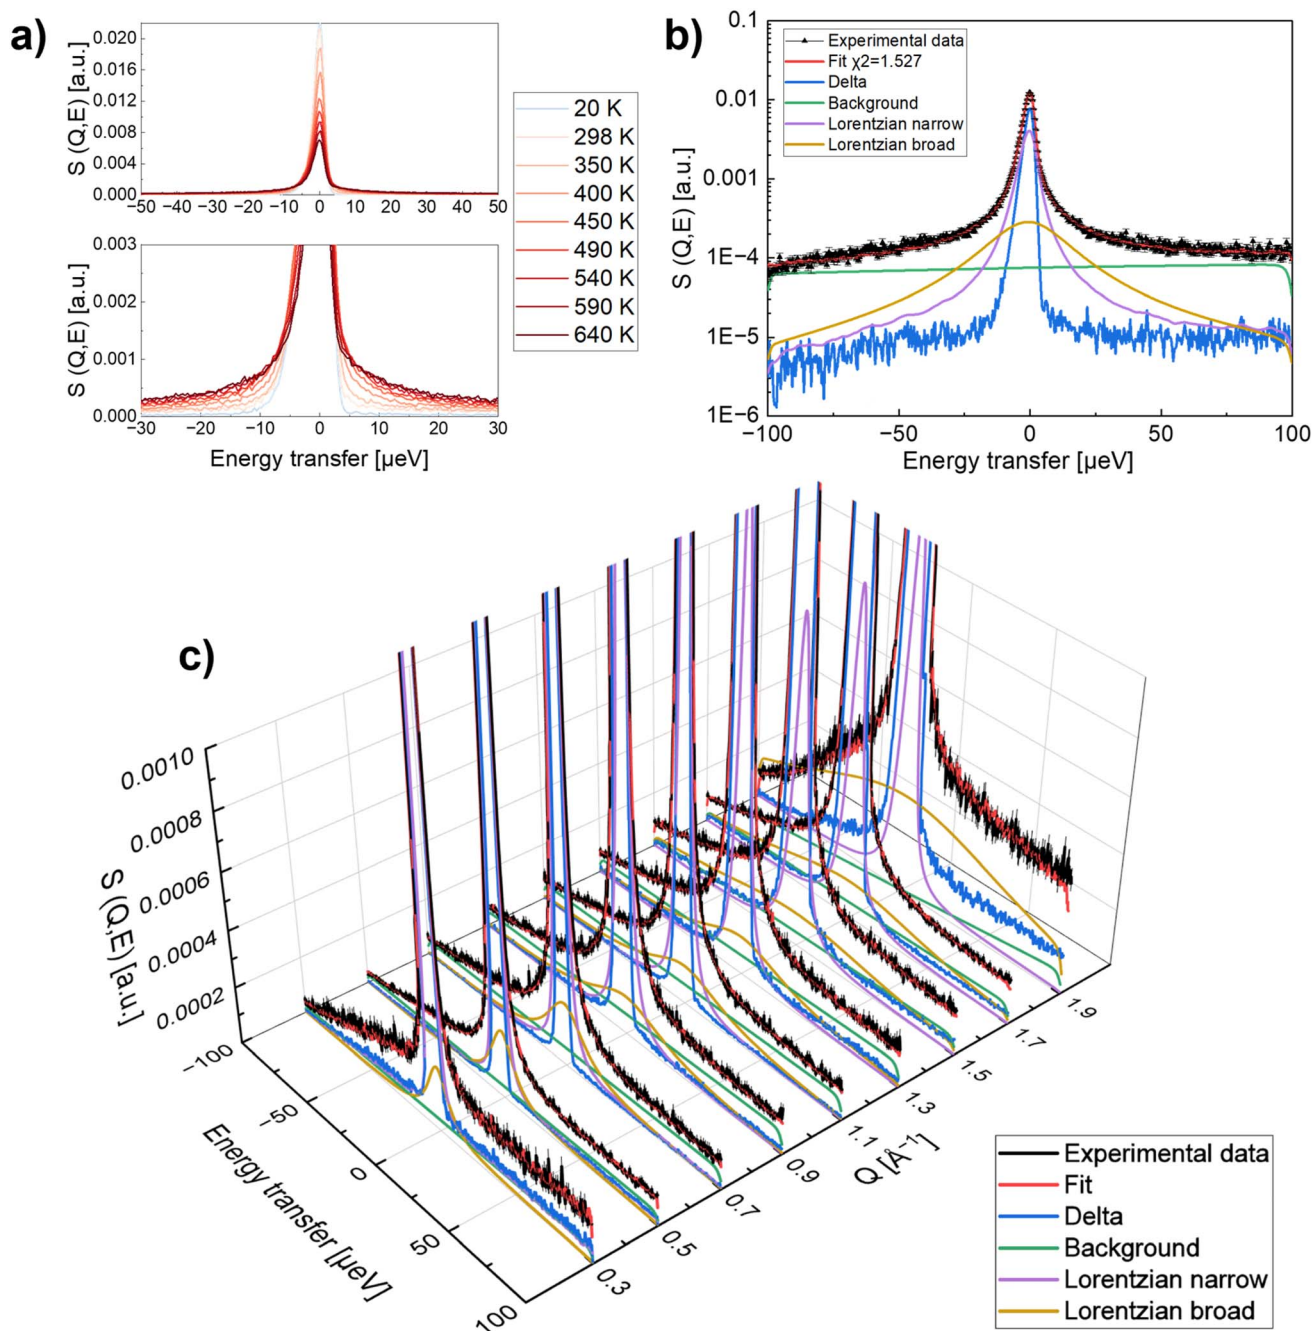 a)
S (Q,E) [a.u.]
0.020
0.016
0.012
0.008
0.004
0.000
−50 −40 −30 −20 −10 0 10 20 30 40 50
S (Q,E) [a.u.]
0.003
0.002
0.001
0.000
−30 −20 −10 0 10 20 30
Energy transfer [µeV]
20 K
298 K
350 K
400 K
450 K
490 K
540 K
590 K
640 K
b)
S (Q,E) [a.u.]
0.1
0.01
0.001
1E−4
1E−5
1E−6
−100 −50 0 50 100
Energy transfer [µeV]
Experimental data
Fit χ2=1.527
Delta
Background
Lorentzian narrow
Lorentzian broad
c)
S (Q,E) [a.u.]
0.0010
0.0008
0.0006
0.0004
0.0002
−100
−50
0
50
100
Energy transfer [µeV]
0.3
0.5
0.7
0.9
1.1
1.3
1.5
1.7
1.9
Q [Å⁻¹]
Experimental data
Fit
Delta
Background
Lorentzian narrow
Lorentzian broad